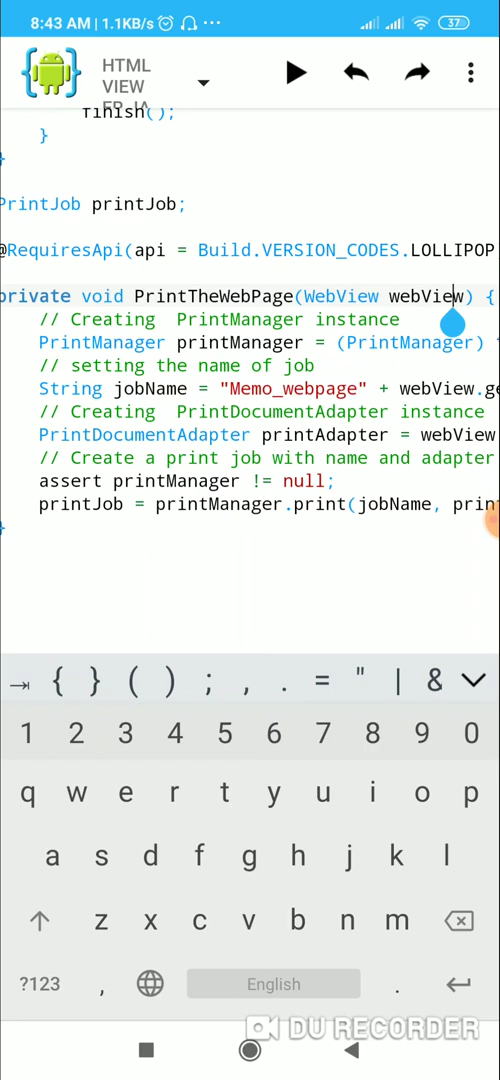 8:43 AM | 1.1KB/s ... 37
HTML
VIEW
finish();
}
}
PrintJob printJob;
@RequiresApi(api = Build.VERSION_CODES.LOLLIPOP
private void PrintTheWebPage(WebView webView) {
// Creating  PrintManager instance
PrintManager printManager = (PrintManager)
// setting the name of job
String jobName = "Memo_webpage" + webView.ge
// Creating  PrintDocumentAdapter instance
PrintDocumentAdapter printAdapter = webView
// Create a print job with name and adapter
assert printManager != null;
printJob = printManager.print(jobName, prin
}
{ } ( ) ; , . = " | &
1 2 3 4 5 6 7 8 9 0
q w e r t y u i o p
a s d f g h j k l
z x c v b n m
?123 , English .
DU RECORDER